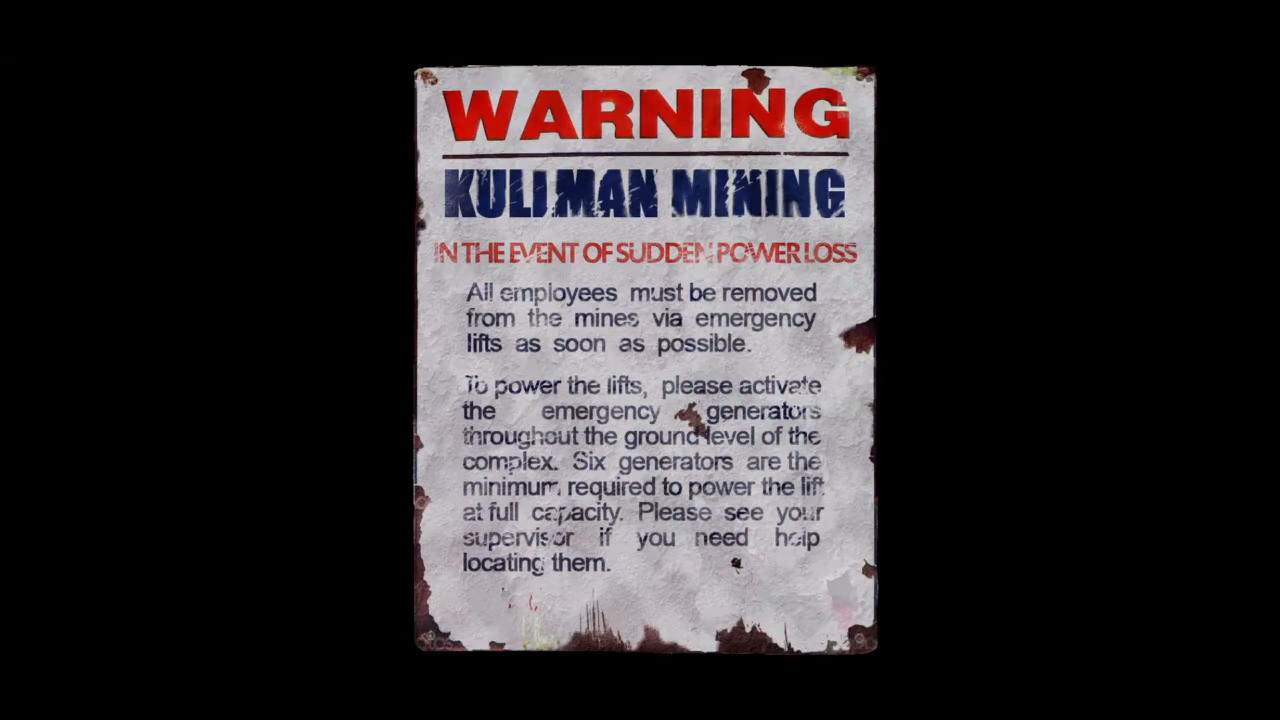 WARNING
KULLMAN MINING
IN THE EVENT OF SUDDEN POWER LOSS
All employees must be removed
from the mines via emergency
lifts as soon as possible.
To power the lifts, please activate
the emergency generators
throughout the ground level of the
complex. Six generators are the
minimum required to power the lift
at full capacity. Please see your
supervisor if you need help
locating them.